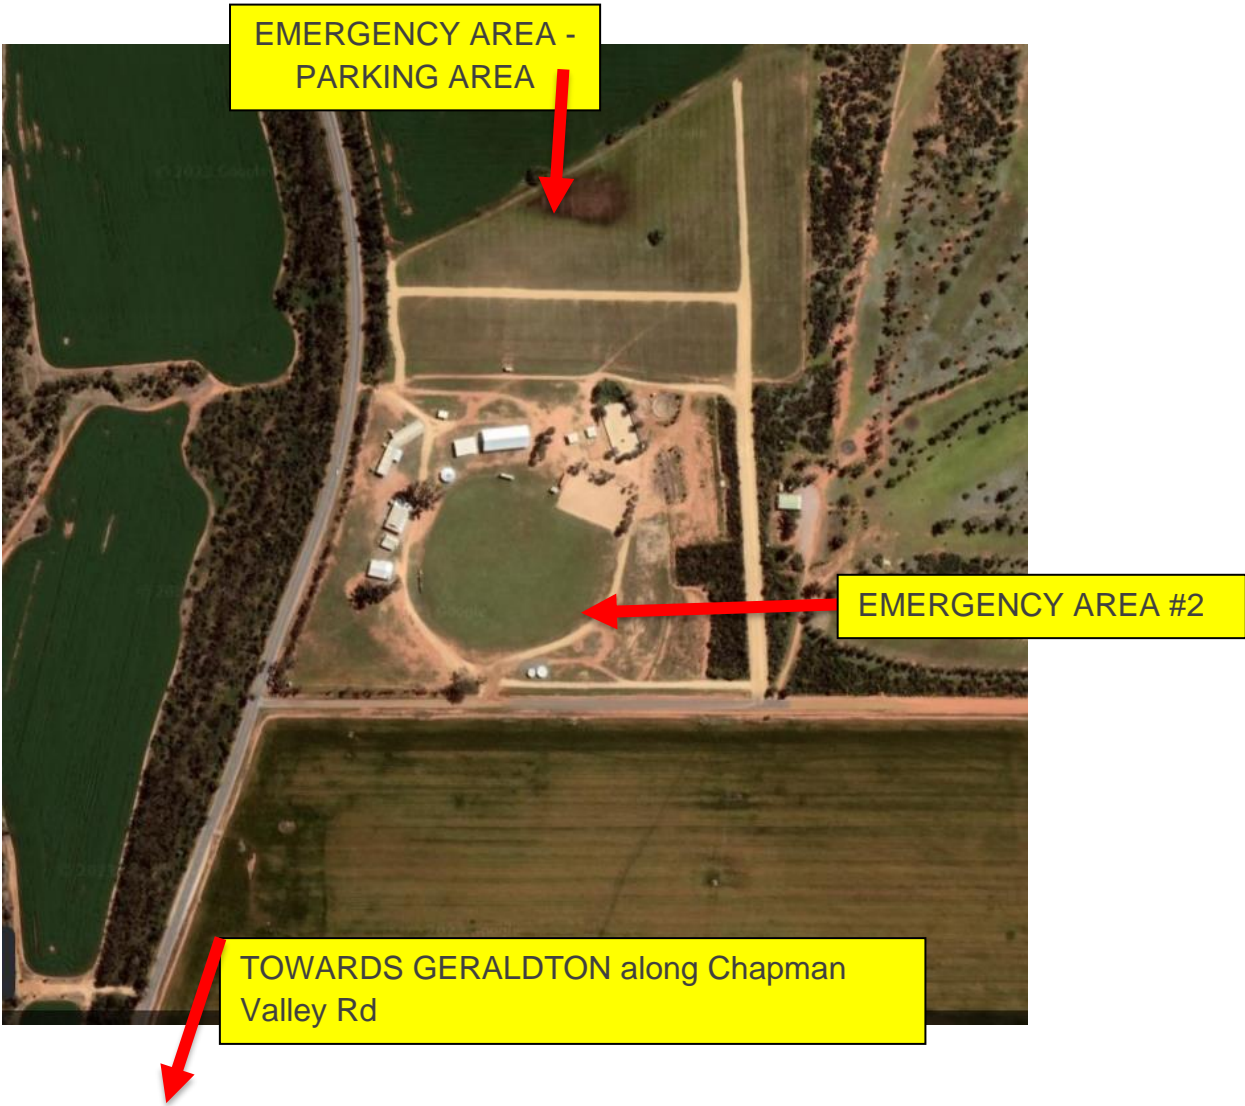 EMERGENCY AREA -
PARKING AREA
EMERGENCY AREA #2
TOWARDS GERALDTON along Chapman
Valley Rd